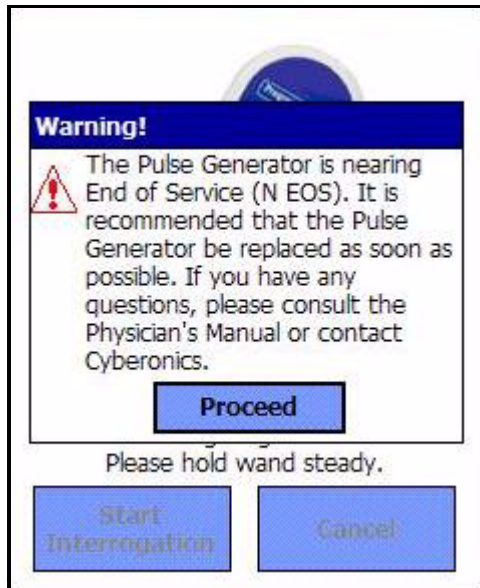 Warning!
The Pulse Generator is nearing
End of Service (N EOS). It is
recommended that the Pulse
Generator be replaced as soon as
possible. If you have any
questions, please consult the
Physician's Manual or contact
Cyberonics.
Proceed
Please hold wand steady.
Start
Interrogation
Cancel